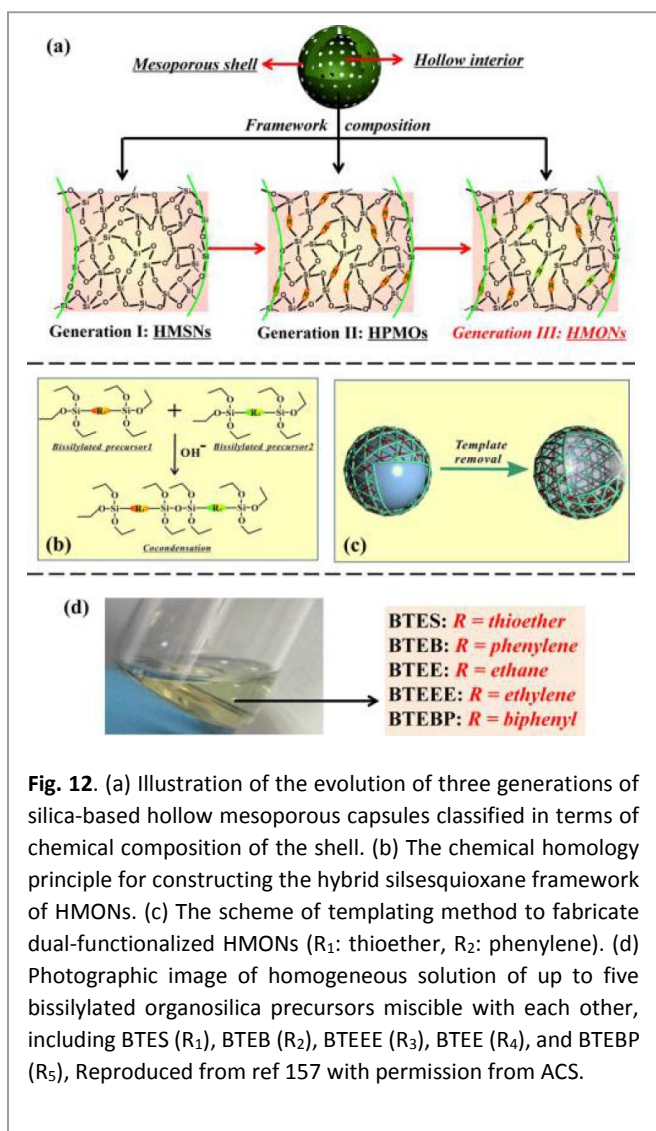 (a)
Mesoporous shell
Hollow interior
Framework composition
Generation I: HMSNs
Generation II: HPMOs
Generation III: HMONs
Bissilylated precursor1
+
Bissilylated precursor2
OH⁻
Cocondensation
(b)
Template
removal
(c)
(d)
BTES: R = thioether
BTEB: R = phenylene
BTEE: R = ethane
BTEEE: R = ethylene
BTEBP: R = biphenyl
Fig. 12. (a) Illustration of the evolution of three generations of
silica-based hollow mesoporous capsules classified in terms of
chemical composition of the shell. (b) The chemical homology
principle for constructing the hybrid silsesquioxane framework
of HMONs. (c) The scheme of templating method to fabricate
dual-functionalized HMONs (R₁: thioether, R₂: phenylene). (d)
Photographic image of homogeneous solution of up to five
bissilylated organosilica precursors miscible with each other,
including BTES (R₁), BTEB (R₂), BTEEE (R₃), BTEE (R₄), and BTEBP
(R₅), Reproduced from ref 157 with permission from ACS.